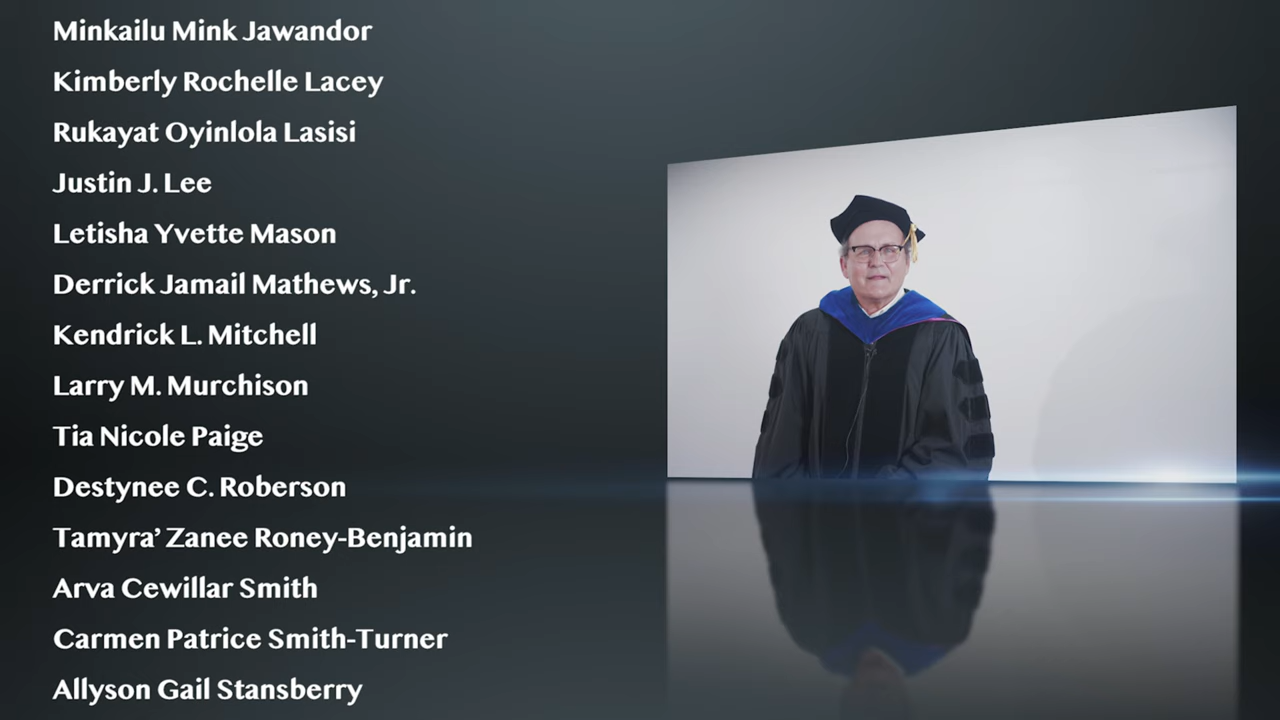 Minkailu Mink Jawandor
Kimberly Rochelle Lacey
Rukayat Oyinlola Lasisi
Justin J. Lee
Letisha Yvette Mason
Derrick Jamail Mathews, Jr.
Kendrick L. Mitchell
Larry M. Murchison
Tia Nicole Paige
Destynee C. Roberson
Tamyra’ Zanee Roney-Benjamin
Arva Cewillar Smith
Carmen Patrice Smith-Turner
Allyson Gail Stansberry